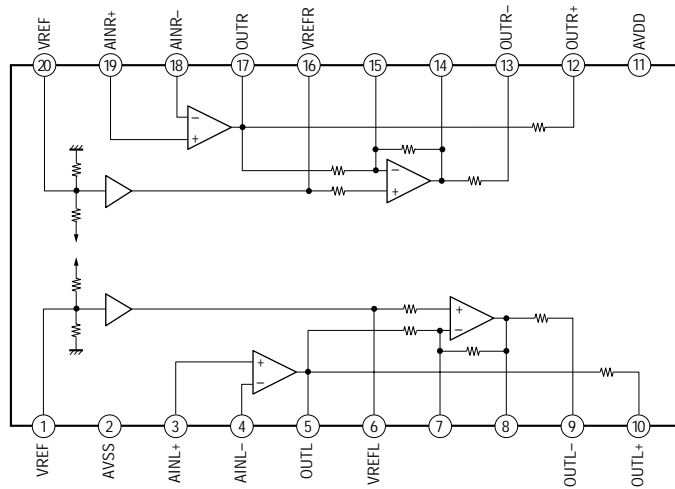 VREF
AINR+
AINR−
OUTR
VREFR
OUTR−
OUTR+
AVDD
20
19
18
17
16
15
14
13
12
11
−
+
−
+
+
−
+
−
1
2
3
4
5
6
7
8
9
10
VREF
AVSS
AINL+
AINL−
OUTL
VREFL
OUTL−
OUTL+